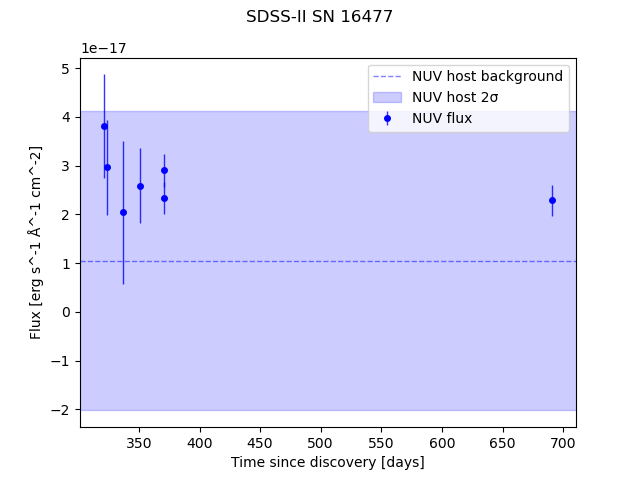 SDSS-II SN 16477
1e−17
NUV host background
NUV host 2σ
NUV flux
5
4
3
2
1
0
−1
−2
Flux [erg s^-1 Å^-1 cm^-2]
350 400 450 500 550 600 650 700
Time since discovery [days]